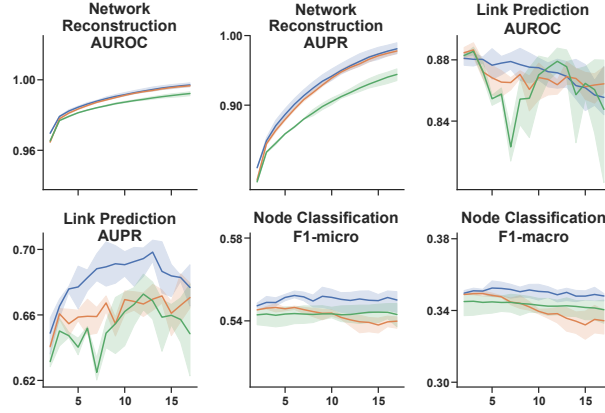 Network
Reconstruction
AUROC
1.00
0.96
Network
Reconstruction
AUPR
1.00
0.90
Link Prediction
AUROC
0.88
0.84
Link Prediction
AUPR
0.70
0.66
0.62
5 10 15
Node Classification
F1-micro
0.58
0.54
5 10 15
Node Classification
F1-macro
0.38
0.34
0.30
5 10 15